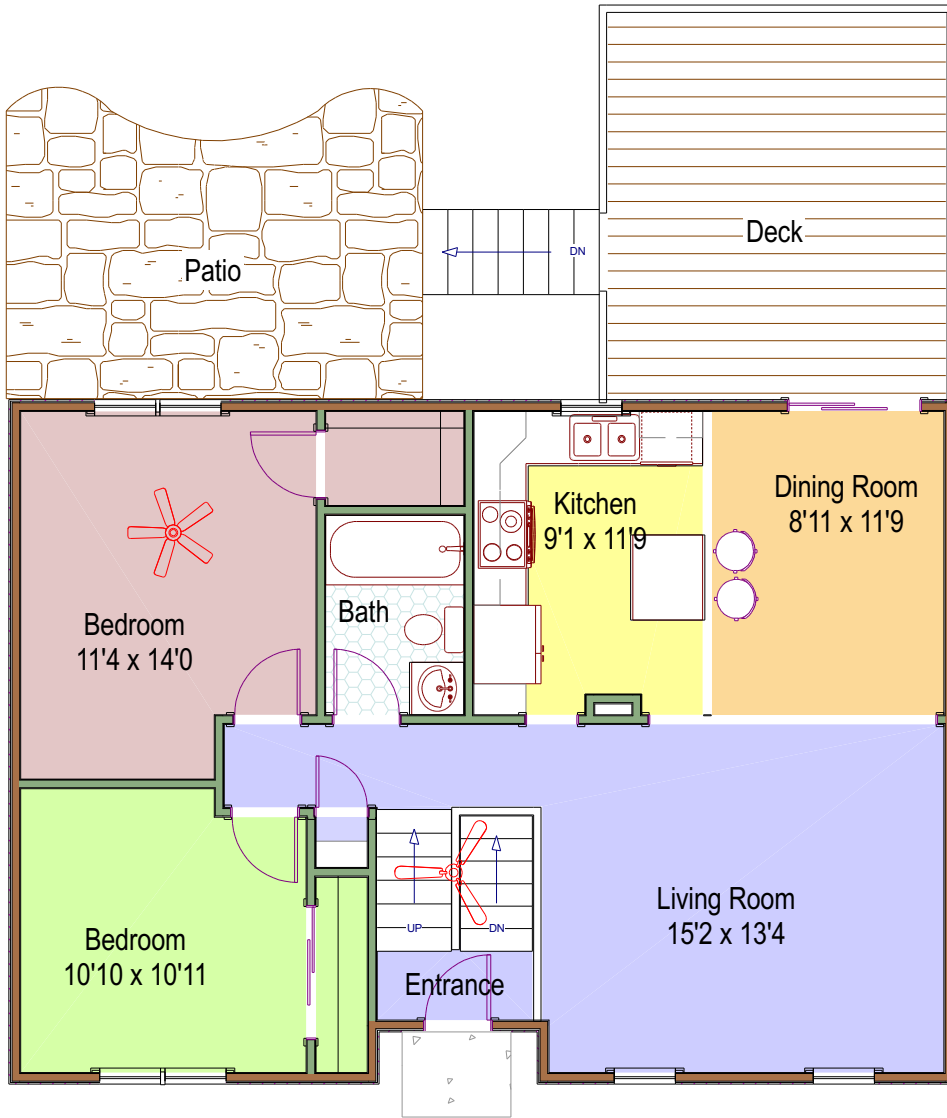 Deck
DN
Patio
Kitchen
9'1 x 11'9
Dining Room
8'11 x 11'9
Bath
Bedroom
11'4 x 14'0
Living Room
15'2 x 13'4
UP
DN
Bedroom
10'10 x 10'11
Entrance